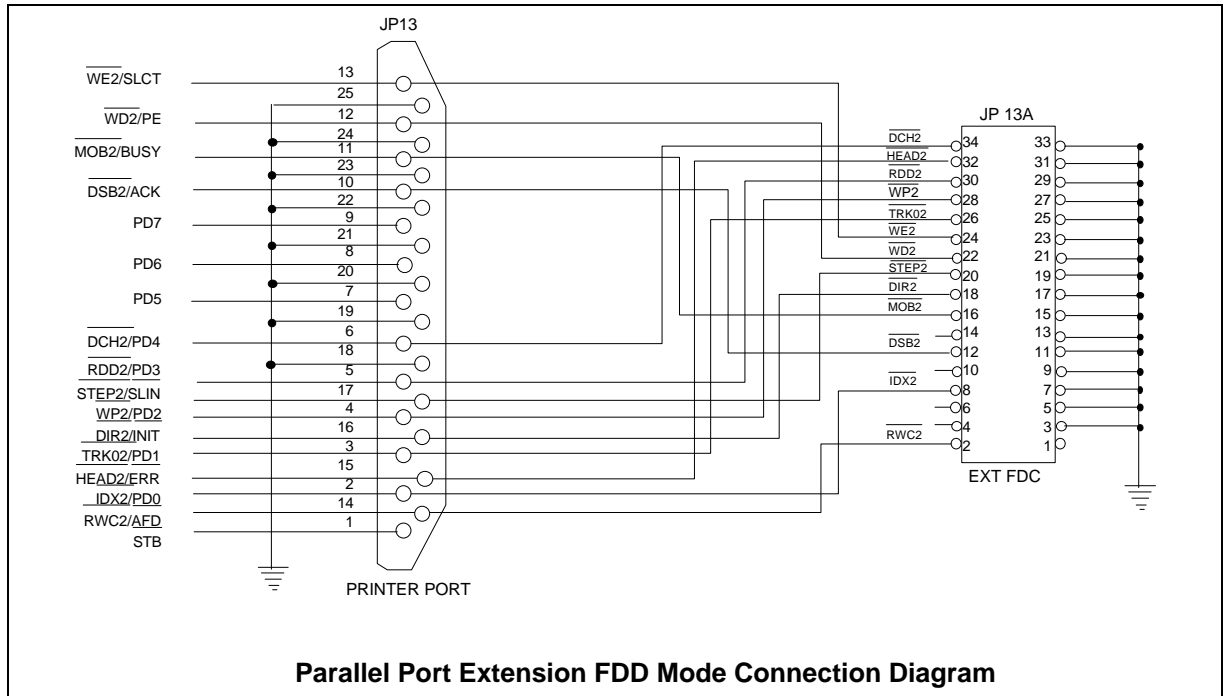 JP13
WE2/SLCT
WD2/PE
MOB2/BUSY
DSB2/ACK
PD7
PD6
PD5
DCH2/PD4
RDD2/PD3
STEP2/SLIN
WP2/PD2
DIR2/INIT
TRK02/PD1
HEAD2/ERR
IDX2/PD0
RWC2/AFD
STB
13
25
12
24
11
23
10
22
9
21
8
20
7
19
6
18
5
17
4
16
3
15
2
14
1
PRINTER PORT
JP 13A
DCH2
HEAD2
RDD2
WP2
TRK02
WE2
WD2
STEP2
DIR2
MOB2
DSB2
IDX2
RWC2
34 33
32 31
30 29
28 27
26 25
24 23
22 21
20 19
18 17
16 15
14 13
12 11
10 9
8 7
6 5
4 3
2 1
EXT FDC
Parallel Port Extension FDD Mode Connection Diagram